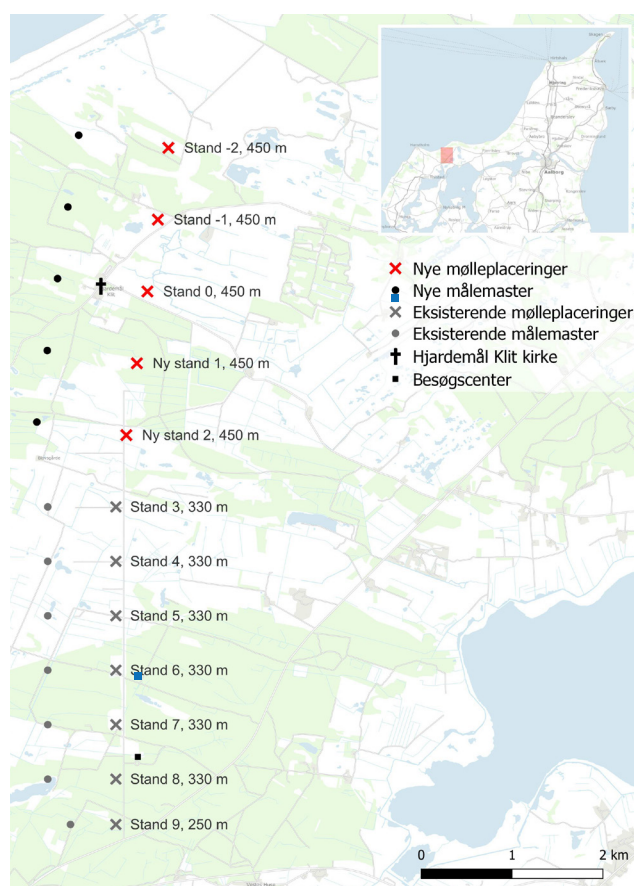 Stand -2, 450 m
Stand -1, 450 m
Stand 0, 450 m
Ny stand 1, 450 m
Ny stand 2, 450 m
Stand 3, 330 m
Stand 4, 330 m
Stand 5, 330 m
Stand 6, 330 m
Stand 7, 330 m
Stand 8, 330 m
Stand 9, 250 m
Aalborg
Nye mølleplaceringer
Nye målemaster
Eksisterende mølleplaceringer
Eksisterende målemaster
Hjardemål Klit kirke
Besøgscenter
0 1 2 km